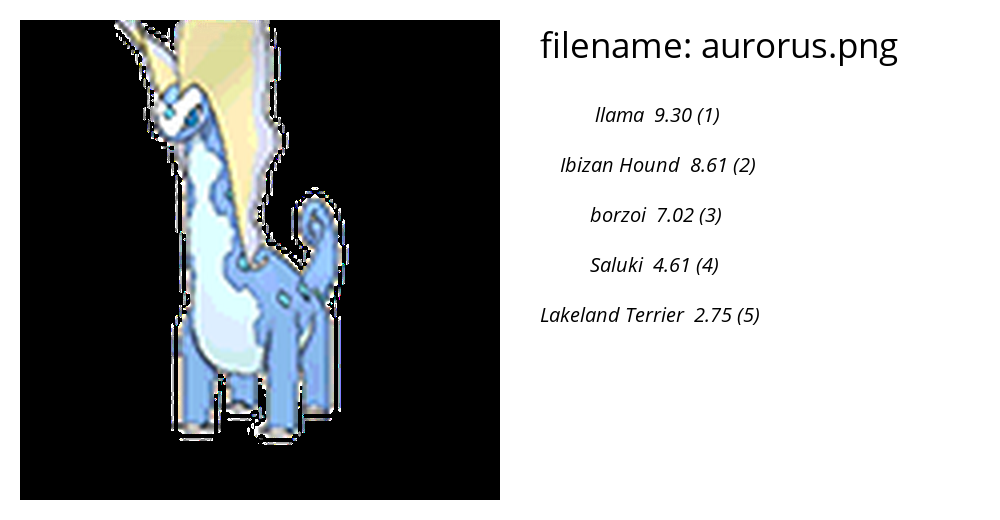 filename: aurorus.png
llama 9.30 (1)
Ibizan Hound 8.61 (2)
borzoi 7.02 (3)
Saluki 4.61 (4)
Lakeland Terrier 2.75 (5)